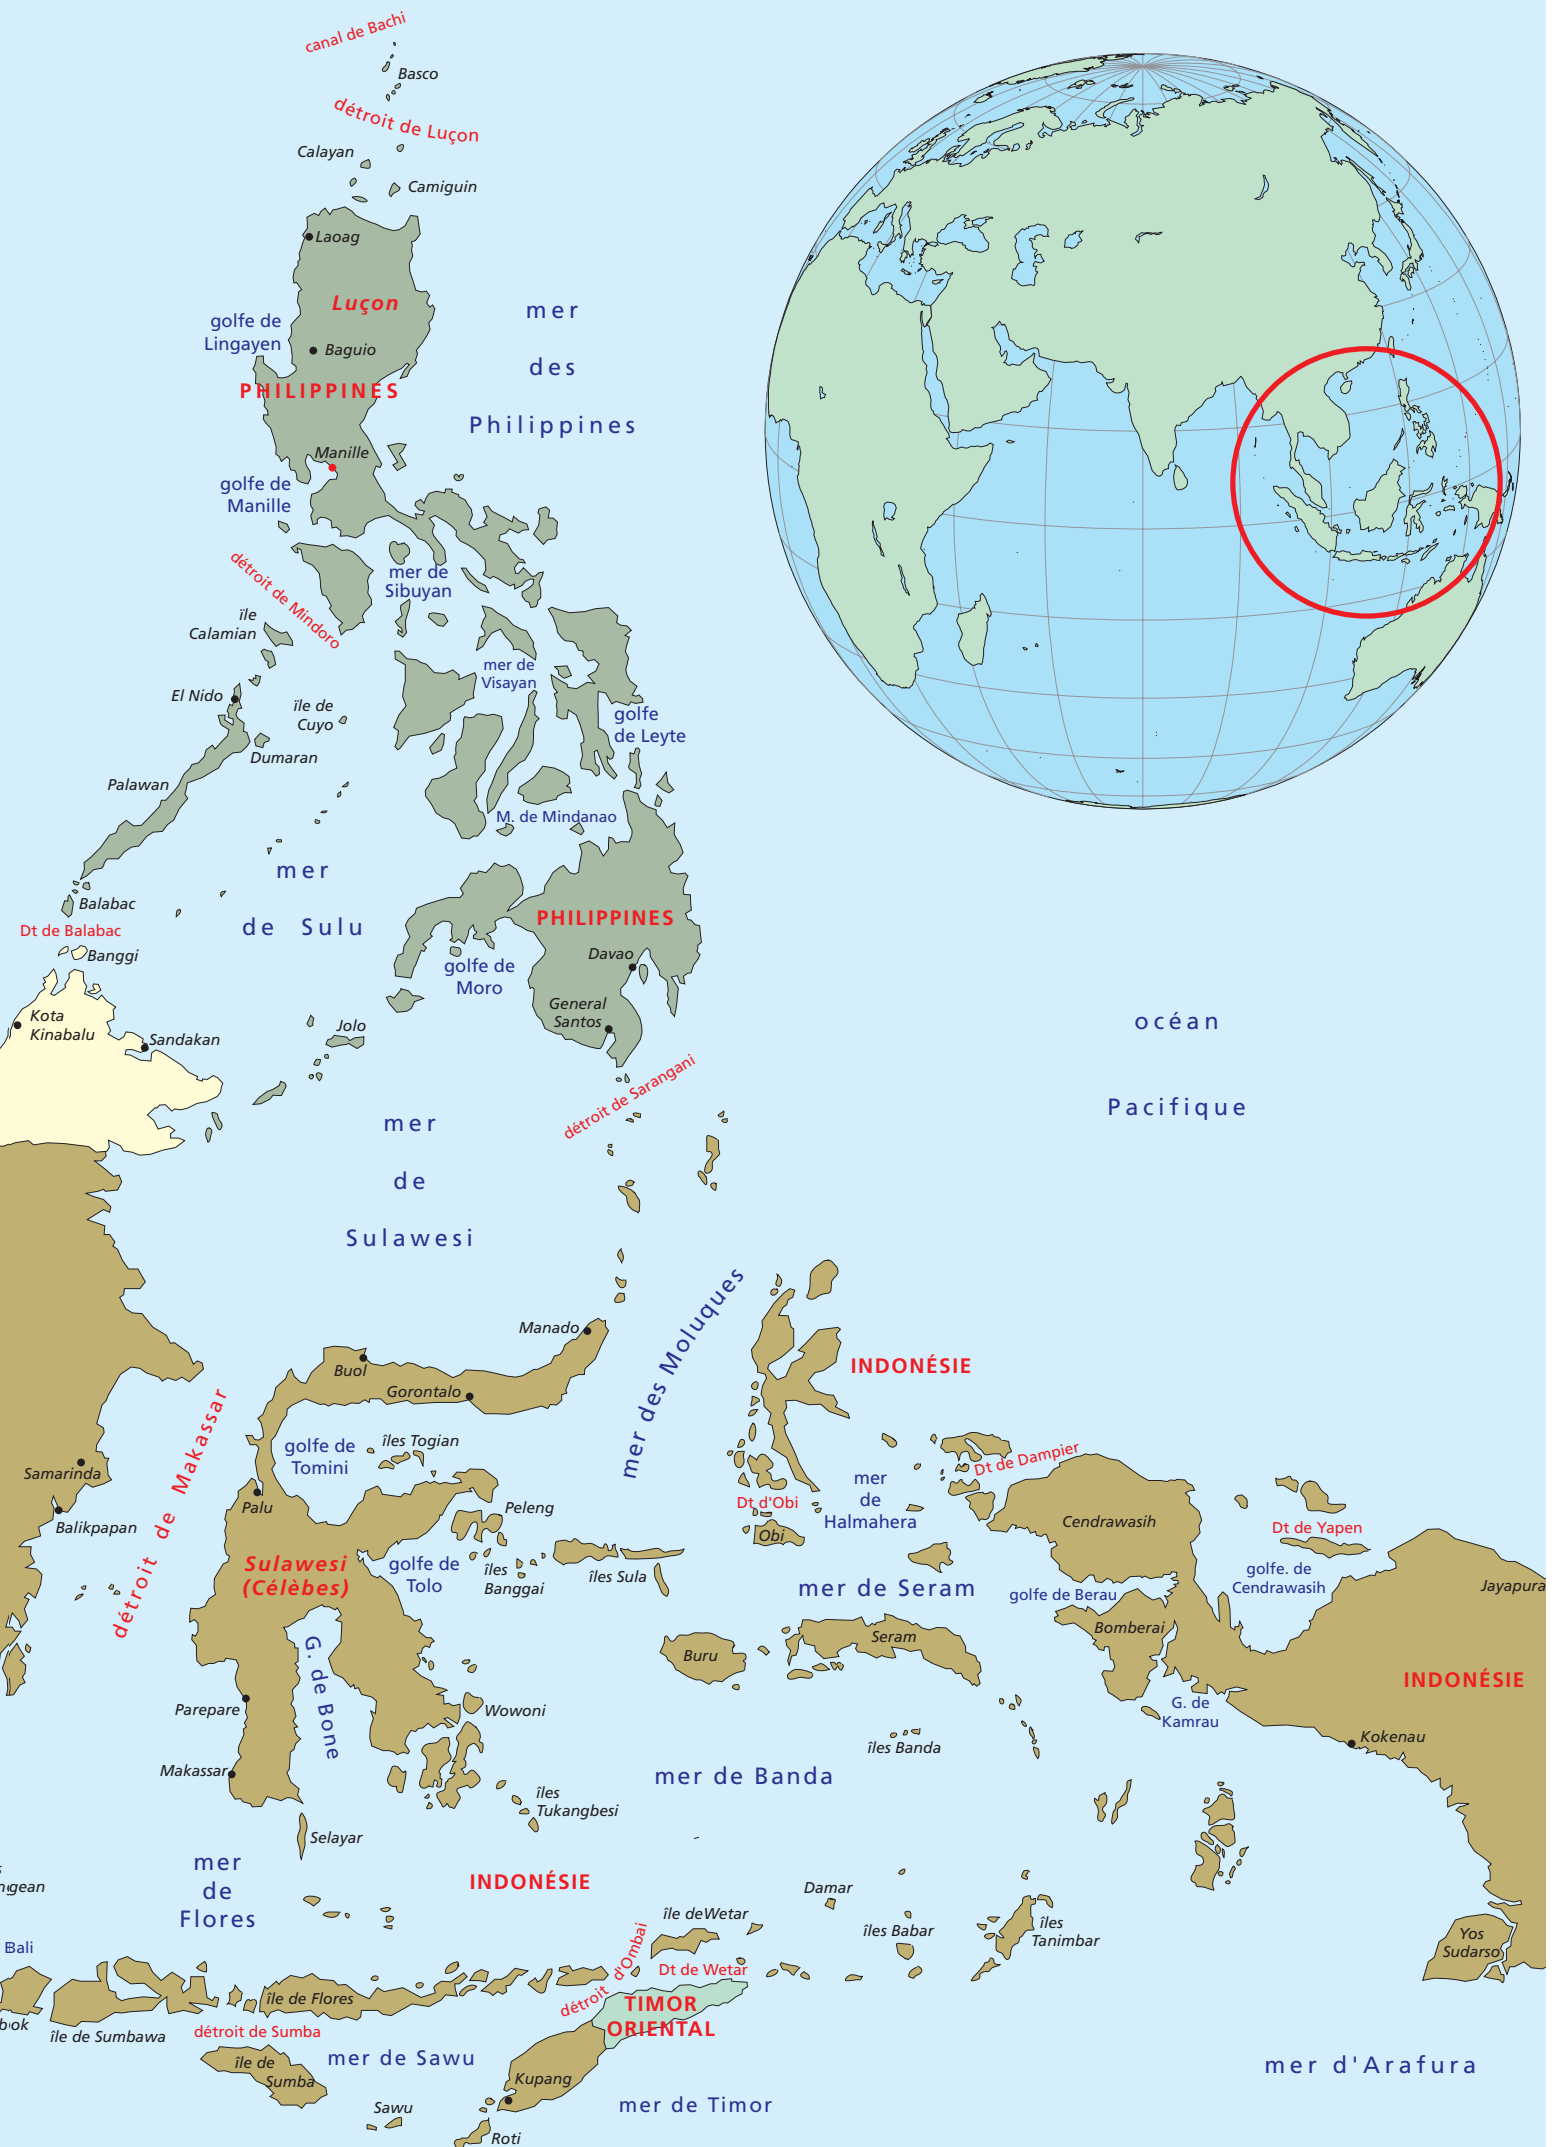 canal de Bachi
Basco
détroit de Luçon
Calayan
Camiguin
Laoag
Luçon
mer
des
Philippines
golfe de
Lingayen
Baguio
PHILIPPINES
Manille
golfe de
Manille
détroit de Mindoro
mer de
Sibuyan
île
Calamian
mer de
Visayan
El Nido
île de
Cuyo
golfe
de Leyte
Dumaran
Palawan
M. de Mindanao
mer
de Sulu
Balabac
PHILIPPINES
Dt de Balabac
Banggi
Davao
golfe de
Moro
General
Santos
Kota
Kinabalu
Jolo
Sandakan
océan
Pacifique
détroit de Sarangani
mer
de
Sulawesi
mer des Moluques
Manado
Buol
Gorontalo
INDONÉSIE
détroit de Makassar
golfe de
Tomini
îles Togian
Dt de Dampier
Samarinda
mer
de
Halmahera
Palu
Peleng
Dt d'Obi
Balikpapan
Obi
Cendrawasih
Dt de Yapen
Sulawesi
(Célèbes)
golfe de
Tolo
îles
Banggai
îles Sula
mer de Seram
golfe de Berau
golfe. de
Cendrawasih
Jayapura
Bomberai
Seram
G. de Bone
Buru
INDONÉSIE
Parepare
Wowoni
G. de
Kamrau
Kokenau
îles Banda
Makassar
mer de Banda
îles
Tukangbesi
Selayar
mer
de
Flores
INDONÉSIE
ngean
Damar
île deWetar
îles Babar
îles
Tanimbar
Yos
Sudarso
Bali
détroit d'Ombai
Dt de Wetar
île de Flores
TIMOR
ORIENTAL
bok
île de Sumbawa
détroit de Sumba
mer de Sawu
île de
Sumba
Kupang
mer d'Arafura
Sawu
mer de Timor
Roti